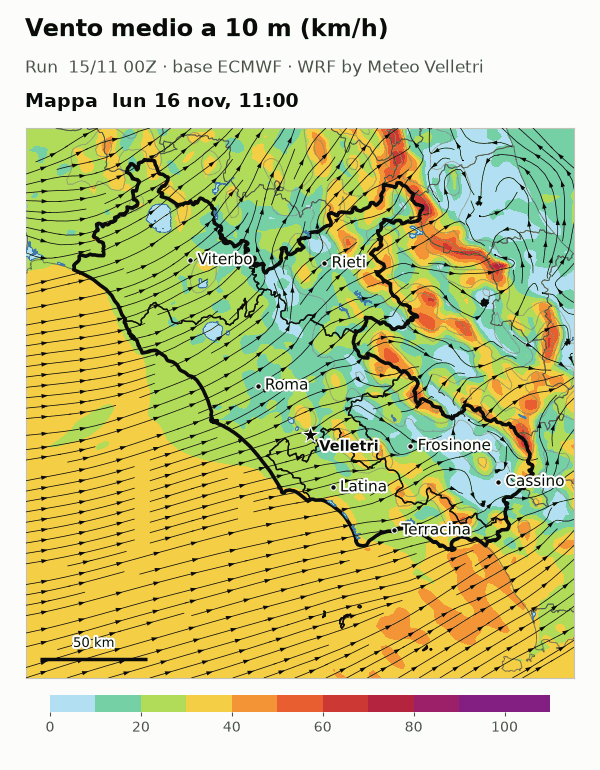 Vento medio a 10 m (km/h)
Run 15/11 00Z · base ECMWF · WRF by Meteo Velletri
Mappa lun 16 nov, 11:00
Viterbo
Rieti
Roma
Velletri
Frosinone
Cassino
Latina
Terracina
50 km
0 20 40 60 80 100